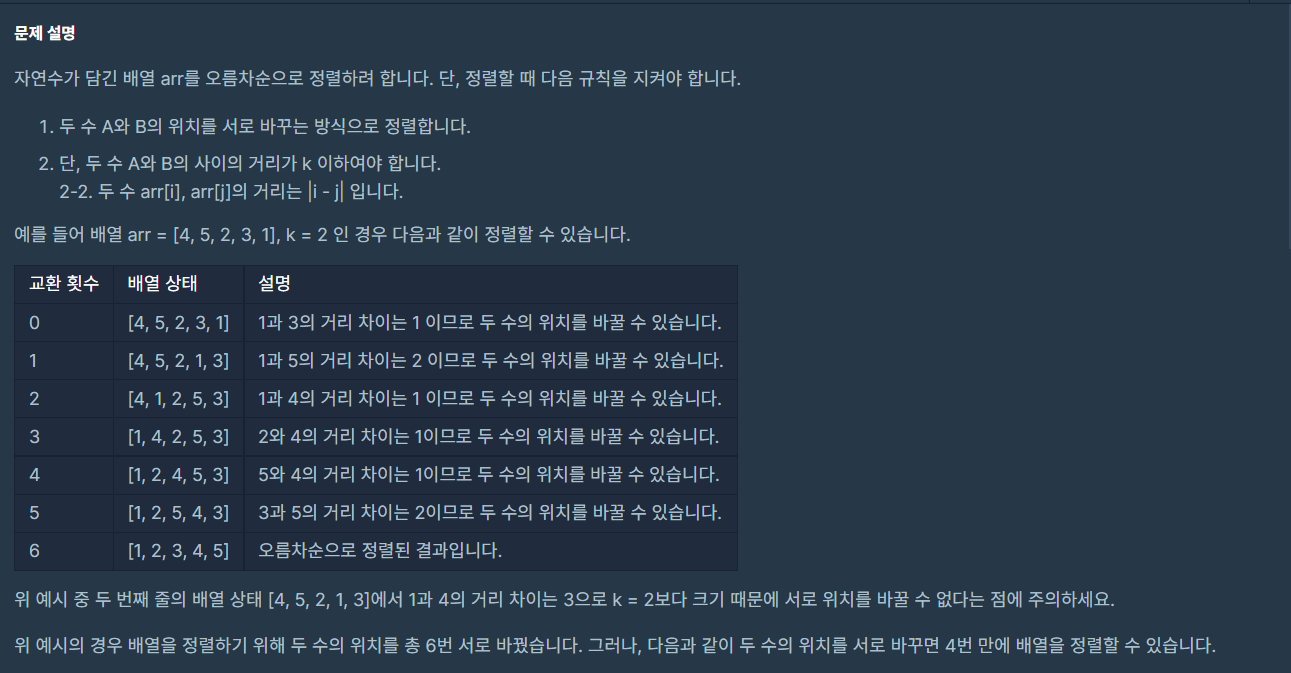 문제 설명
자연수가 담긴 배열 arr를 오름차순으로 정렬하려 합니다. 단, 정렬할 때 다음 규칙을 지켜야 합니다.
1. 두 수 A와 B의 위치를 서로 바꾸는 방식으로 정렬합니다.
2. 단, 두 수 A와 B의 사이의 거리가 k 이하여야 합니다.
2-2. 두 수 arr[i], arr[j]의 거리는 |i - j| 입니다.
예를 들어 배열 arr = [4, 5, 2, 3, 1], k = 2 인 경우 다음과 같이 정렬할 수 있습니다.
교환 횟수 배열 상태 설명
0 [4, 5, 2, 3, 1] 1과 3의 거리 차이는 1 이므로 두 수의 위치를 바꿀 수 있습니다.
1 [4, 5, 2, 1, 3] 1과 5의 거리 차이는 2 이므로 두 수의 위치를 바꿀 수 있습니다.
2 [4, 1, 2, 5, 3] 1과 4의 거리 차이는 1 이므로 두 수의 위치를 바꿀 수 있습니다.
3 [1, 4, 2, 5, 3] 2와 4의 거리 차이는 1이므로 두 수의 위치를 바꿀 수 있습니다.
4 [1, 2, 4, 5, 3] 5와 4의 거리 차이는 1이므로 두 수의 위치를 바꿀 수 있습니다.
5 [1, 2, 5, 4, 3] 3과 5의 거리 차이는 2이므로 두 수의 위치를 바꿀 수 있습니다.
6 [1, 2, 3, 4, 5] 오름차순으로 정렬된 결과입니다.
위 예시 중 두 번째 줄의 배열 상태 [4, 5, 2, 1, 3]에서 1과 4의 거리 차이는 3으로 k = 2보다 크기 때문에 서로 위치를 바꿀 수 없다는 점에 주의하세요.
위 예시의 경우 배열을 정렬하기 위해 두 수의 위치를 총 6번 서로 바꿨습니다. 그러나, 다음과 같이 두 수의 위치를 서로 바꾸면 4번 만에 배열을 정렬할 수 있습니다.